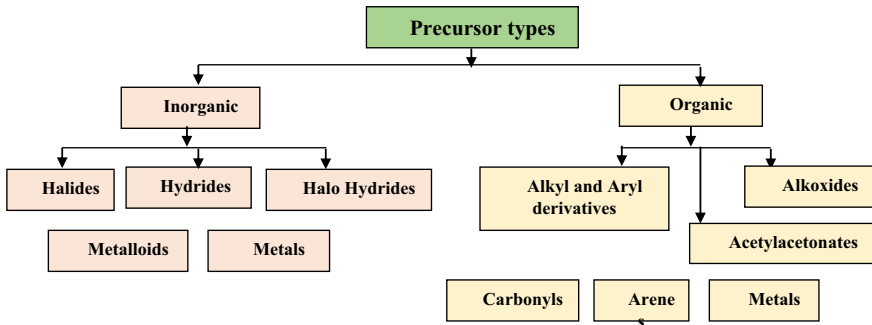 Precursor types
Inorganic
Organic
Halides
Hydrides
Halo Hydrides
Alkyl and Aryl
derivatives
Alkoxides
Acetylacetonates
Metalloids
Metals
Carbonyls
Arene
s
Metals